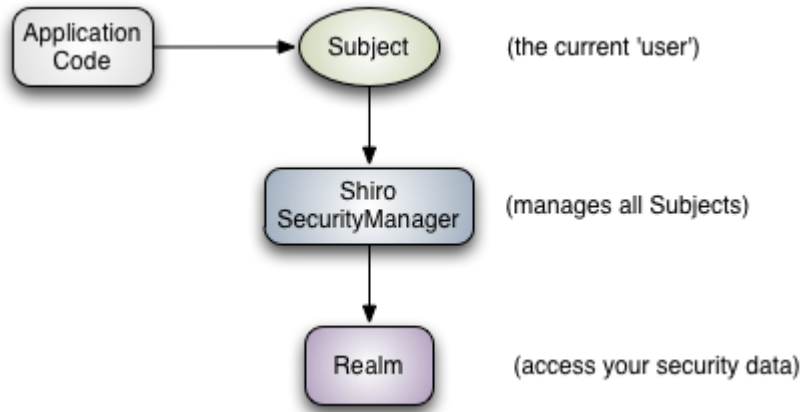 Application
Code
Subject
(the current 'user')
Shiro
SecurityManager
(manages all Subjects)
Realm
(access your security data)